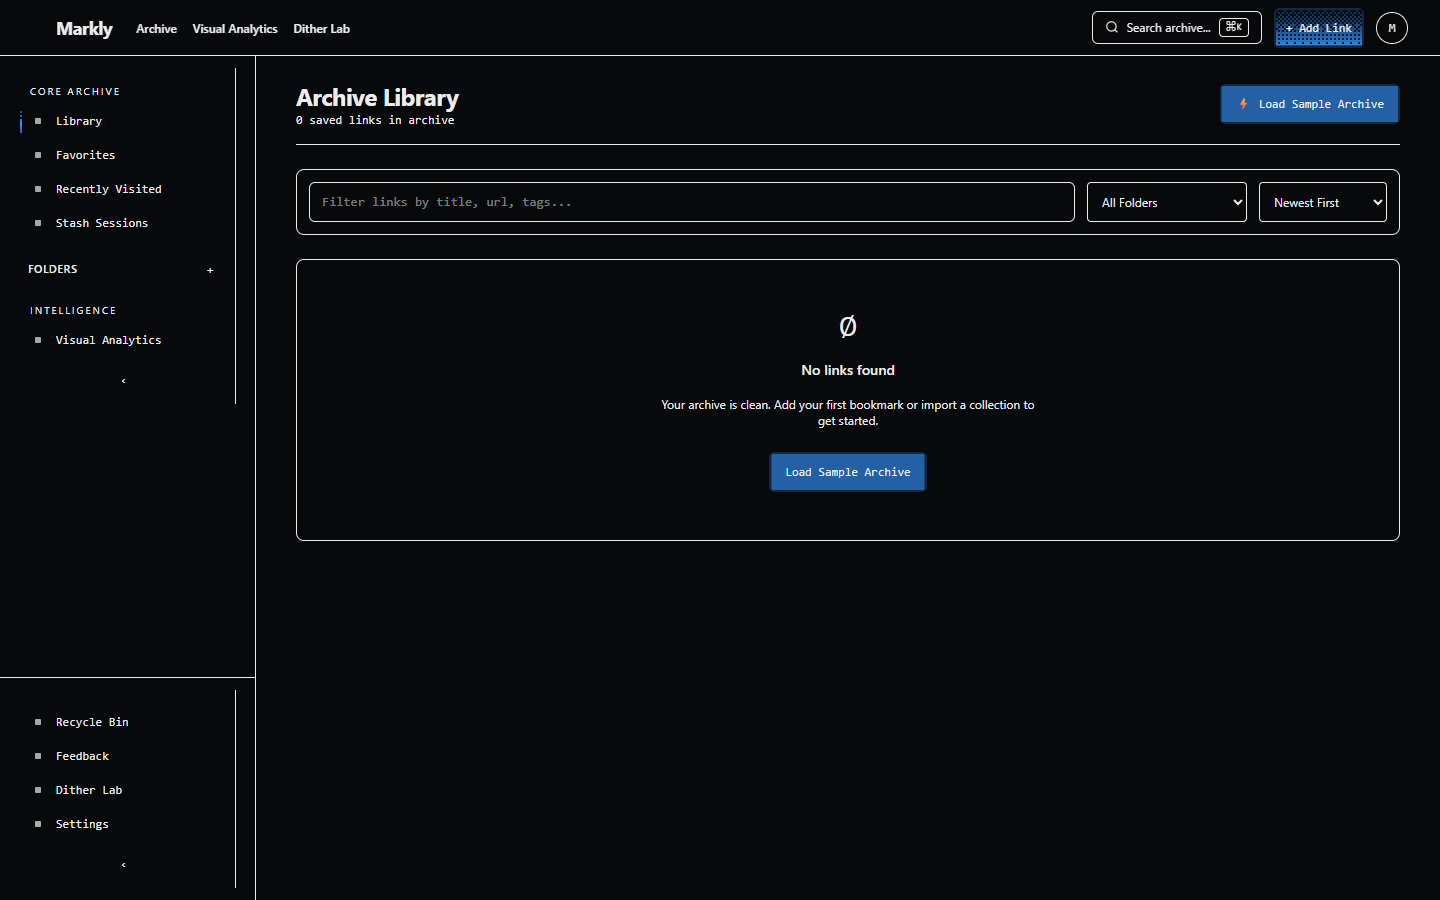 Markly
Archive
Visual Analytics
Dither Lab
Search archive...
⌘K
+ Add Link
M
CORE ARCHIVE
Library
Favorites
Recently Visited
Stash Sessions
FOLDERS
+
INTELLIGENCE
Visual Analytics
‹
Recycle Bin
Feedback
Dither Lab
Settings
‹
Archive Library
0 saved links in archive
Load Sample Archive
Filter links by title, url, tags...
All Folders
Newest First
Ø
No links found
Your archive is clean. Add your first bookmark or import a collection to
get started.
Load Sample Archive